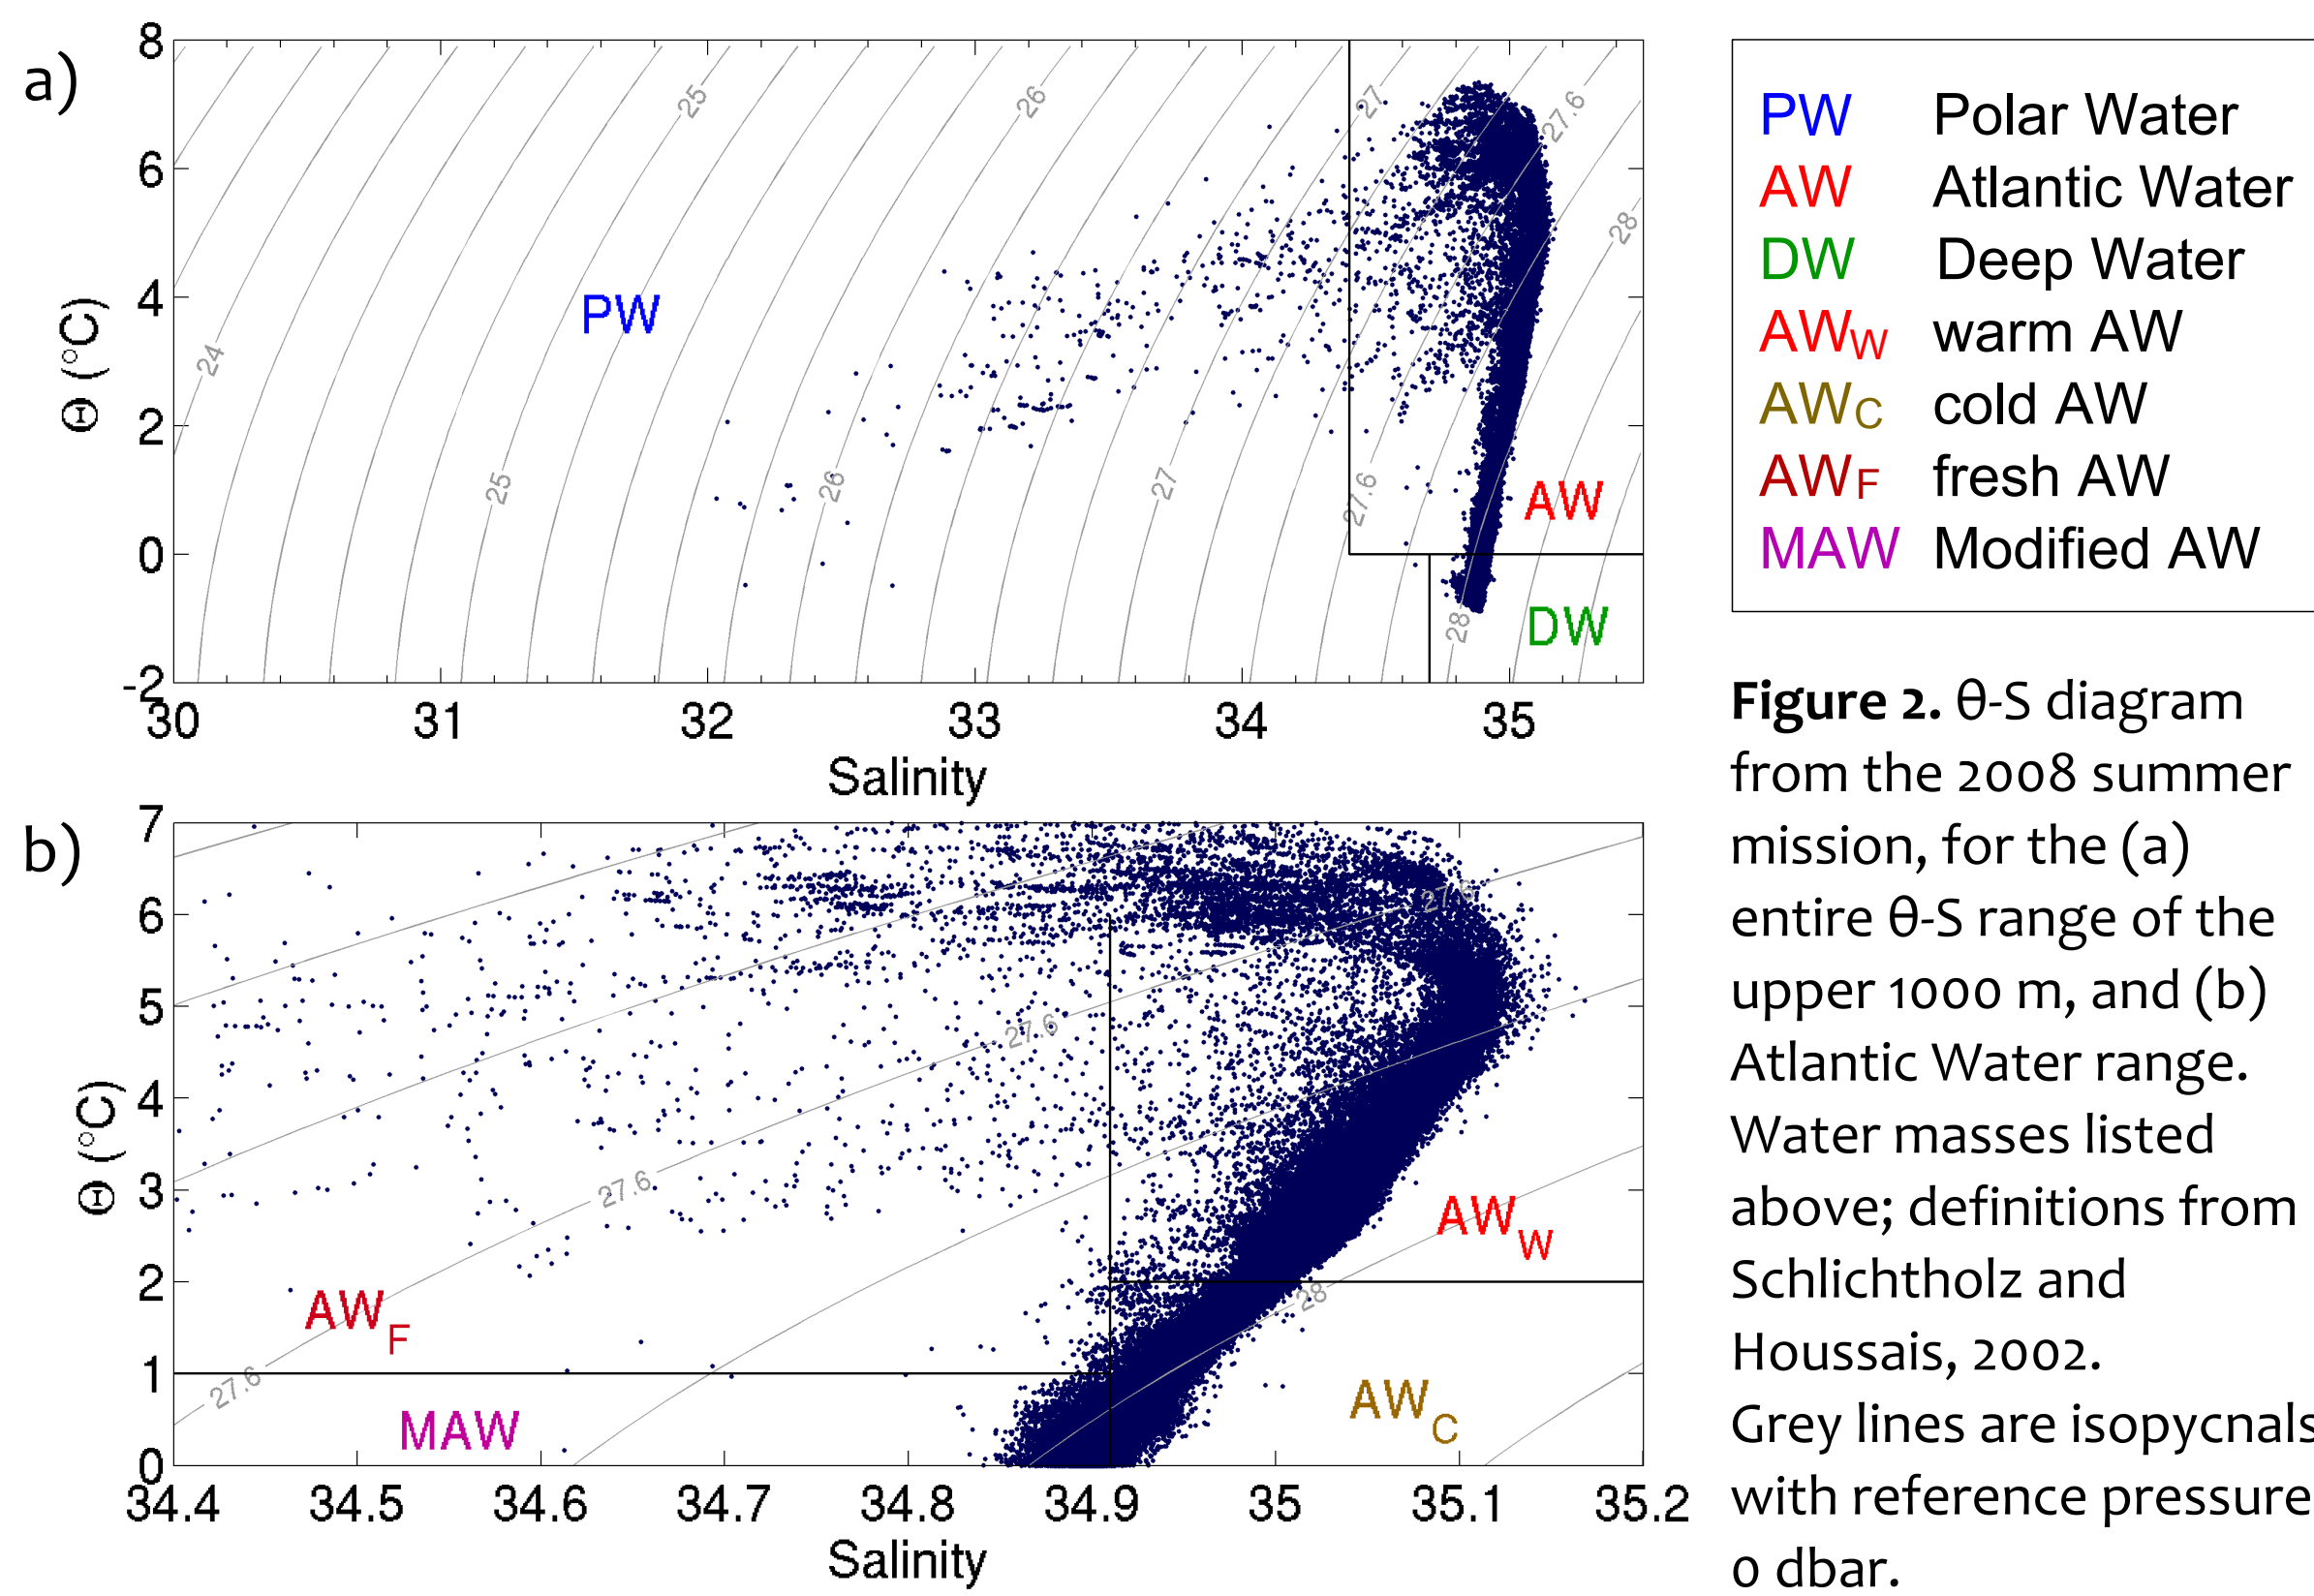 a)
8
6
4
2
0
-2
Θ (°C)
25
26
27
27.6
28
24
25
26
27
27.6
28
PW
AW
DW
30 31 32 33 34 35
Salinity
b)
7
6
5
4
3
2
1
0
Θ (°C)
27.6
27.6
27.6
27.6
28
AWF
MAW
AWW
AWC
34.4 34.5 34.6 34.7 34.8 34.9 35 35.1 35.2
Salinity
PW Polar Water
AW Atlantic Water
DW Deep Water
AWW warm AW
AWC cold AW
AWF fresh AW
MAW Modified AW
Figure 2. θ-S diagram
from the 2008 summer
mission, for the (a)
entire θ-S range of the
upper 1000 m, and (b)
Atlantic Water range.
Water masses listed
above; definitions from
Schlichtholz and
Houssais, 2002.
Grey lines are isopycnals
with reference pressure
0 dbar.